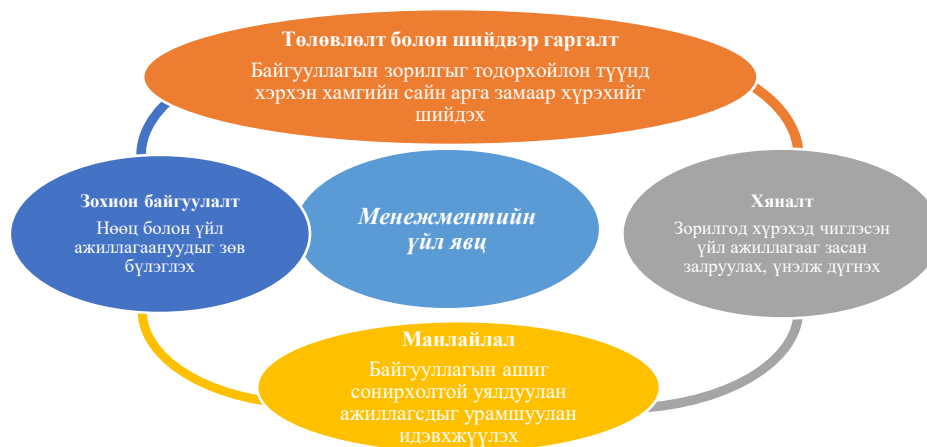 Төлөвлөлт болон шийдвэр гаргалт
Байгууллагын зорилгыг тодорхойлон түүнд
хэрхэн хамгийн сайн арга замаар хүрэхийг
шийдэх
Зохион байгуулалт
Нөөц болон үйл
ажиллагаануудыг зөв
бүлэглэх
Менежментийн
үйл явц
Хяналт
Зорилгод хүрэхэд чиглэсэн
үйл ажиллагааг засан
залруулах, үнэлж дүгнэх
Манлайлал
Байгууллагын ашиг
сонирхолтой уялдуулан
ажиллагсдыг урамшуулан
идэвхжүүлэх